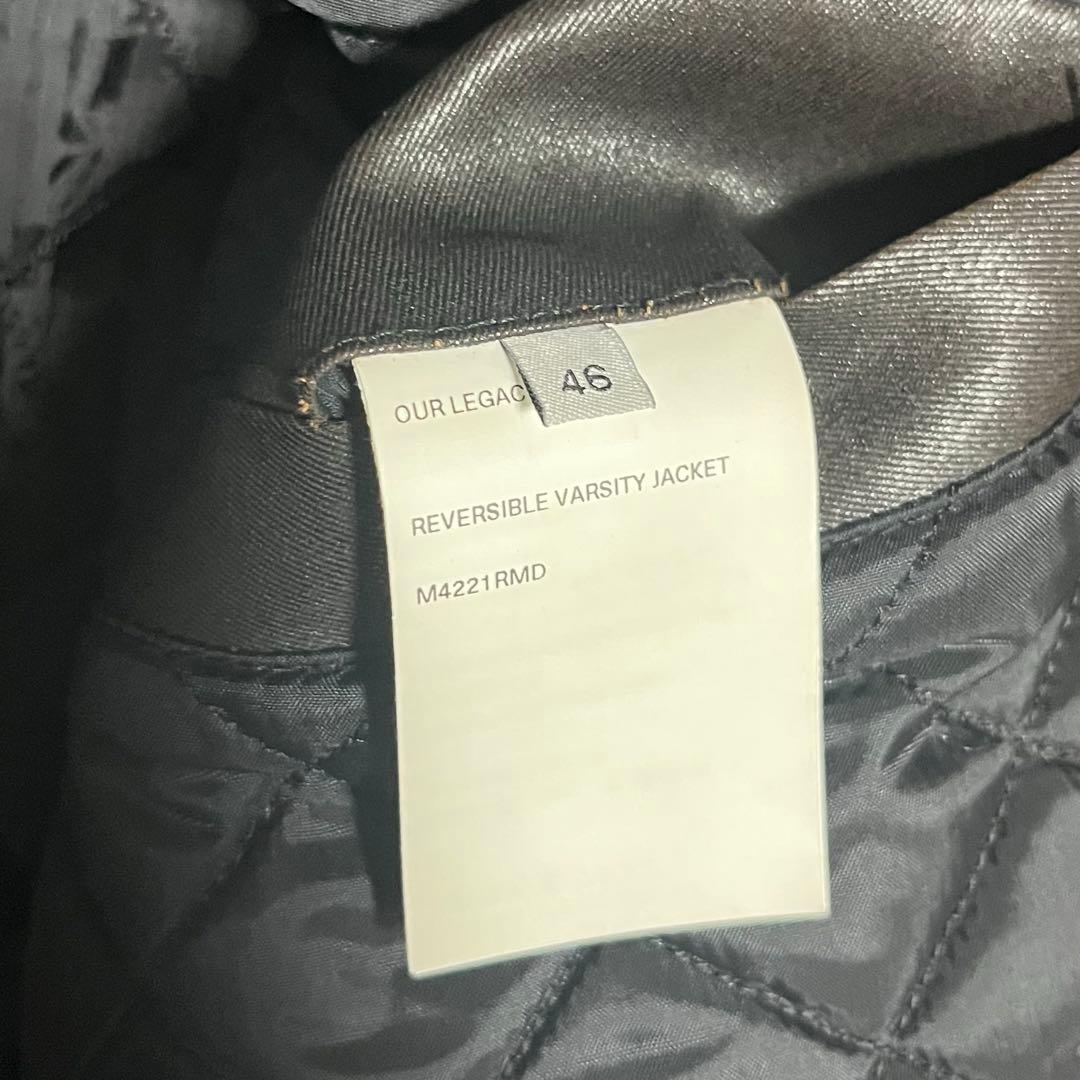 OUR LEGAC
46
REVERSIBLE VARSITY JACKET
M4221RMD